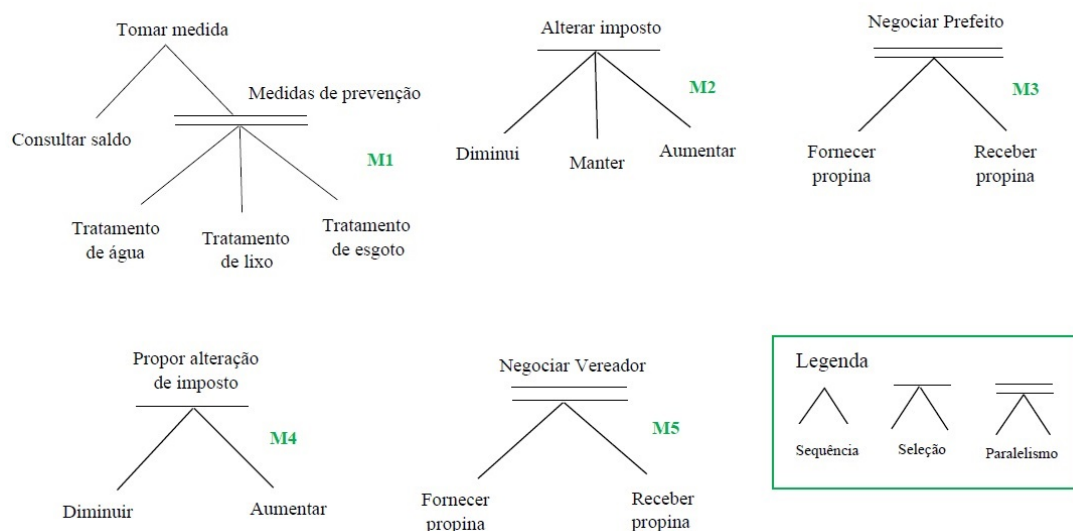 Tomar medida
Consultar saldo
Medidas de prevenção
M1
Tratamento
de água
Tratamento
de lixo
Tratamento
de esgoto
Alterar imposto
M2
Diminui
Manter
Aumentar
Negociar Prefeito
M3
Fornecer
propina
Receber
propina
Propor alteração
de imposto
M4
Diminuir
Aumentar
Negociar Vereador
M5
Fornecer
propina
Receber
propina
Legenda
Sequência
Seleção
Paralelismo